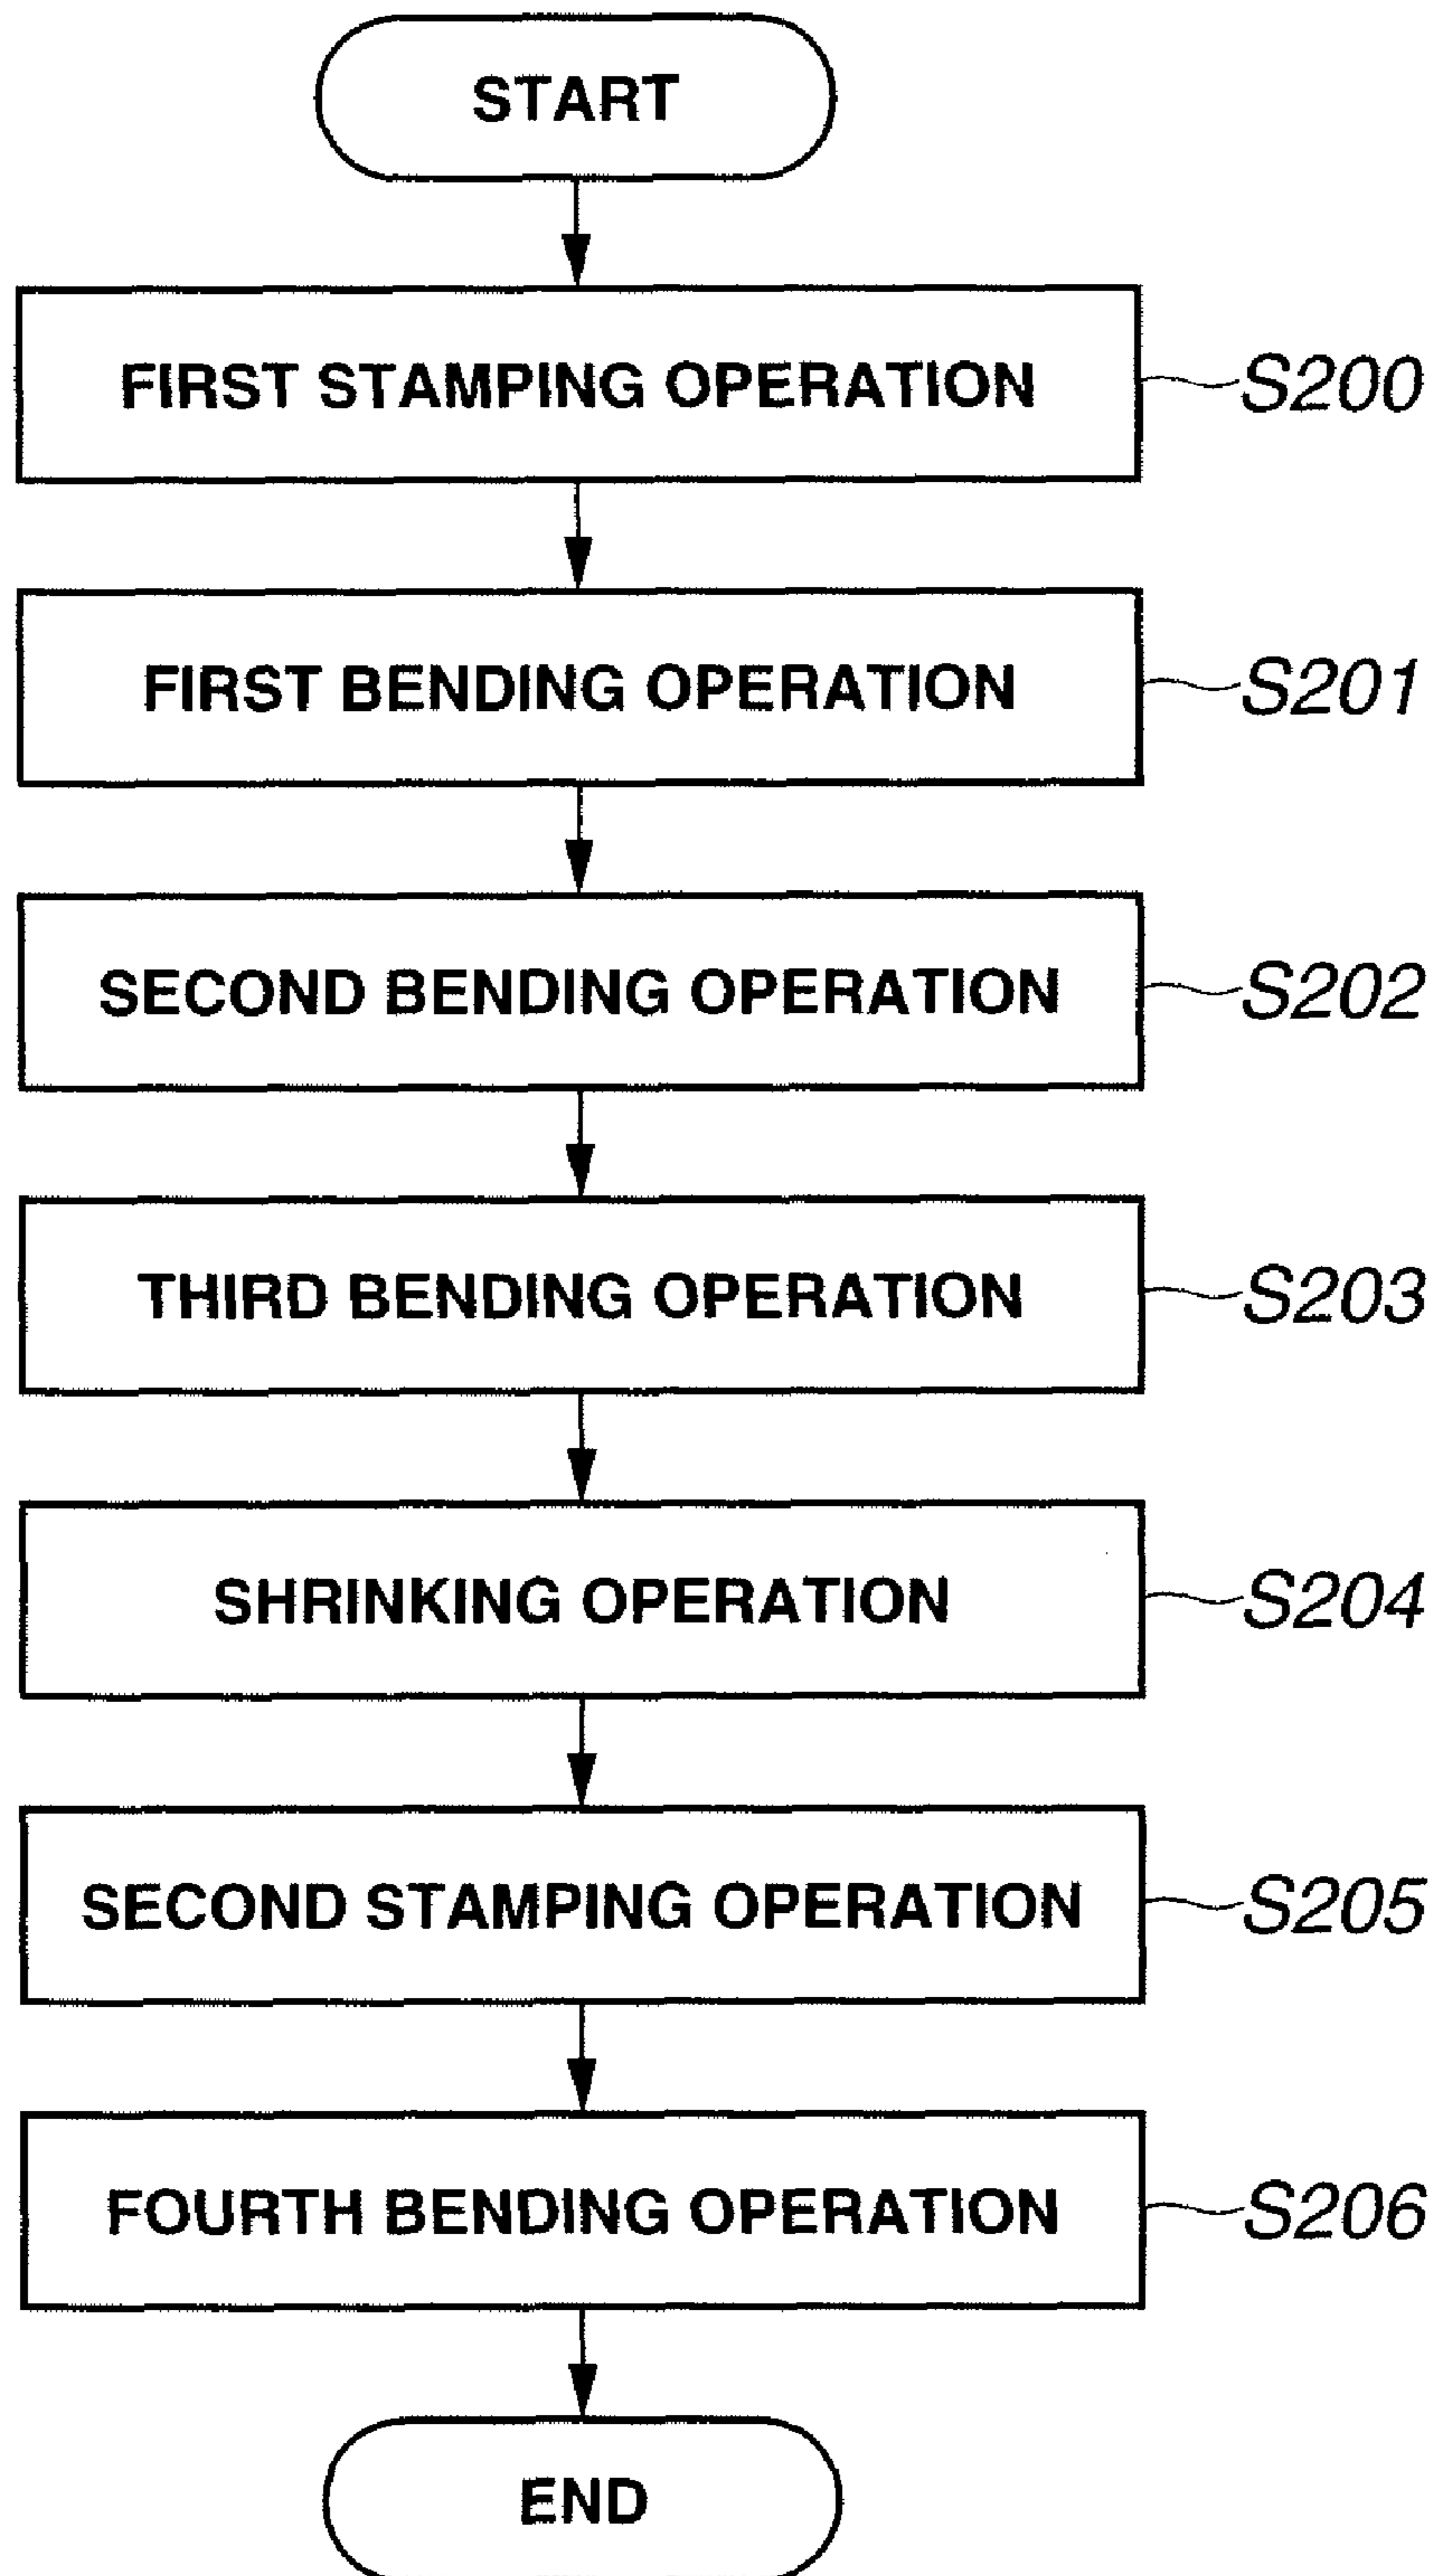 START
FIRST STAMPING OPERATION S200
FIRST BENDING OPERATION S201
SECOND BENDING OPERATION S202
THIRD BENDING OPERATION S203
SHRINKING OPERATION S204
SECOND STAMPING OPERATION S205
FOURTH BENDING OPERATION S206
END